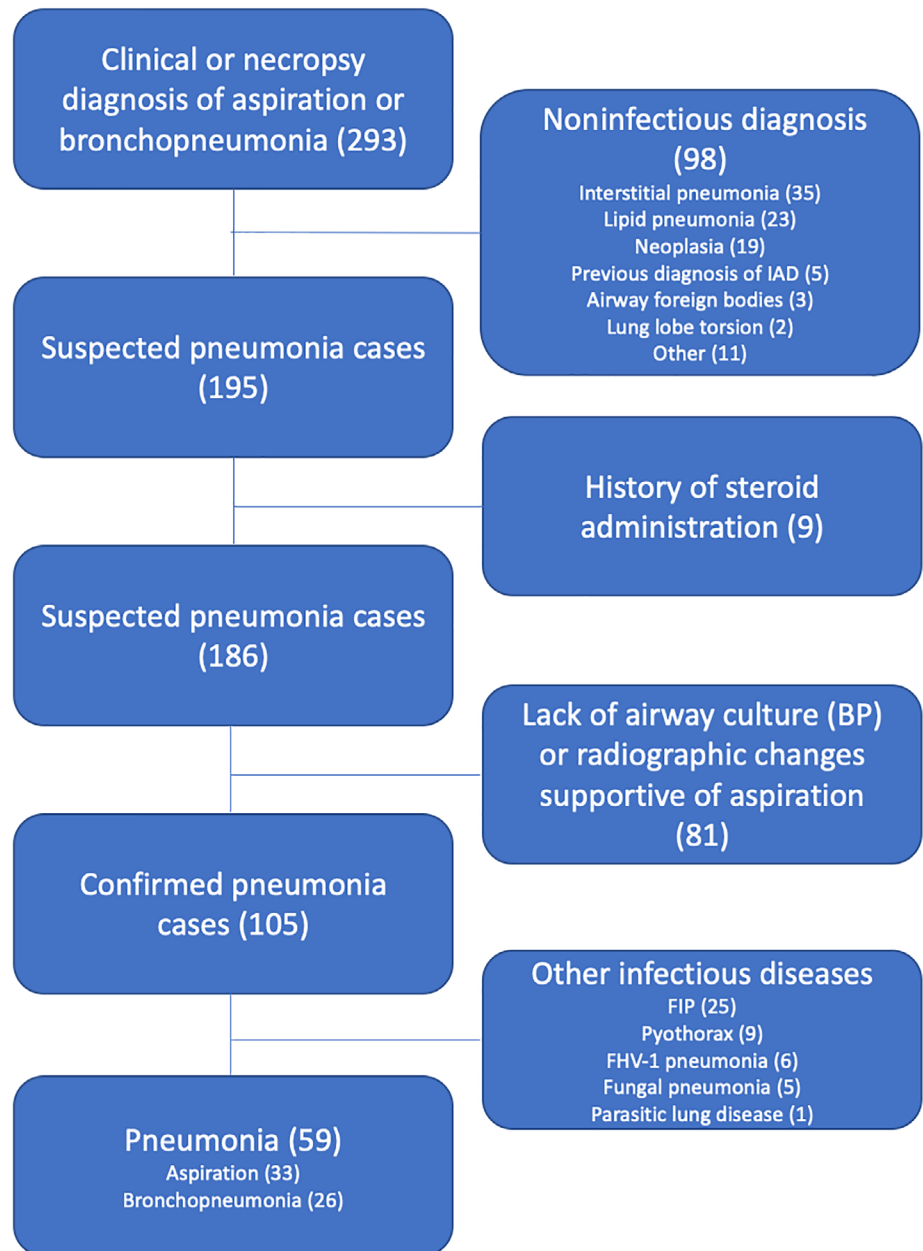 Clinical or necropsy
diagnosis of aspiration or
bronchopneumonia (293)
Noninfectious diagnosis
(98)
Interstitial pneumonia (35)
Lipid pneumonia (23)
Neoplasia (19)
Previous diagnosis of IAD (5)
Airway foreign bodies (3)
Lung lobe torsion (2)
Other (11)
Suspected pneumonia cases
(195)
History of steroid
administration (9)
Suspected pneumonia cases
(186)
Lack of airway culture (BP)
or radiographic changes
supportive of aspiration
(81)
Confirmed pneumonia
cases (105)
Other infectious diseases
FIP (25)
Pyothorax (9)
FHV-1 pneumonia (6)
Fungal pneumonia (5)
Parasitic lung disease (1)
Pneumonia (59)
Aspiration (33)
Bronchopneumonia (26)